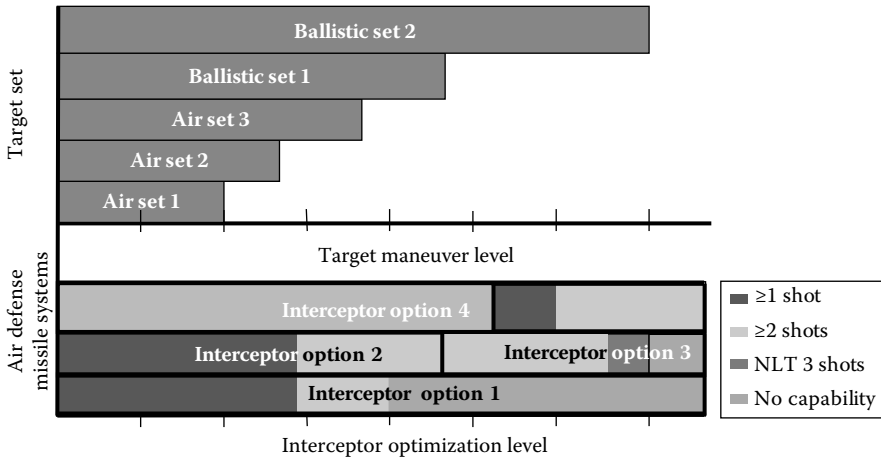 Target set
Ballistic set 2
Ballistic set 1
Air set 3
Air set 2
Air set 1
Target maneuver level
Air defense
missile systems
Interceptor option 4
Interceptor option 2
Interceptor option 3
Interceptor option 1
Interceptor optimization level
≥1 shot
≥2 shots
NLT 3 shots
No capability